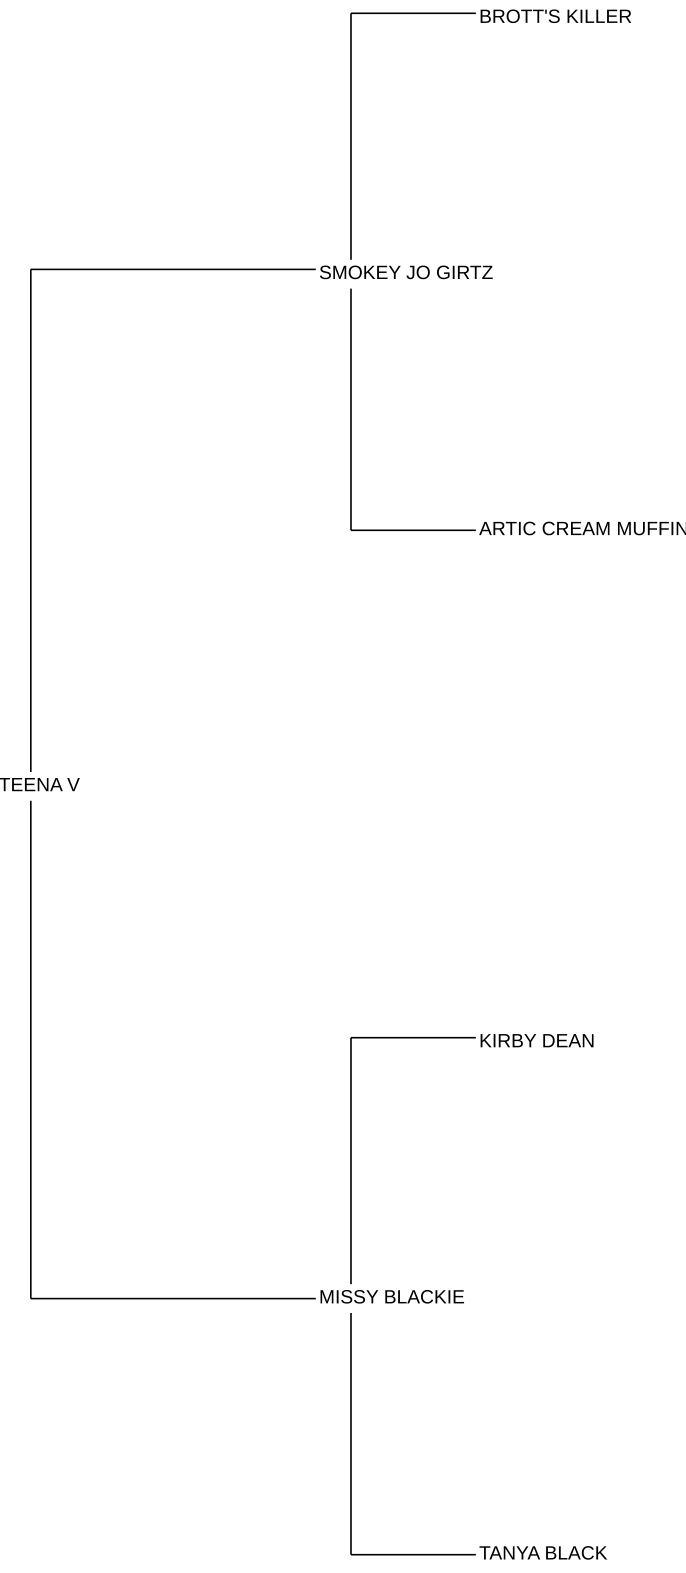 BROTT'S KILLER
SMOKEY JO GIRTZ
ARTIC CREAM MUFFIN
TEENA V
KIRBY DEAN
MISSY BLACKIE
TANYA BLACK